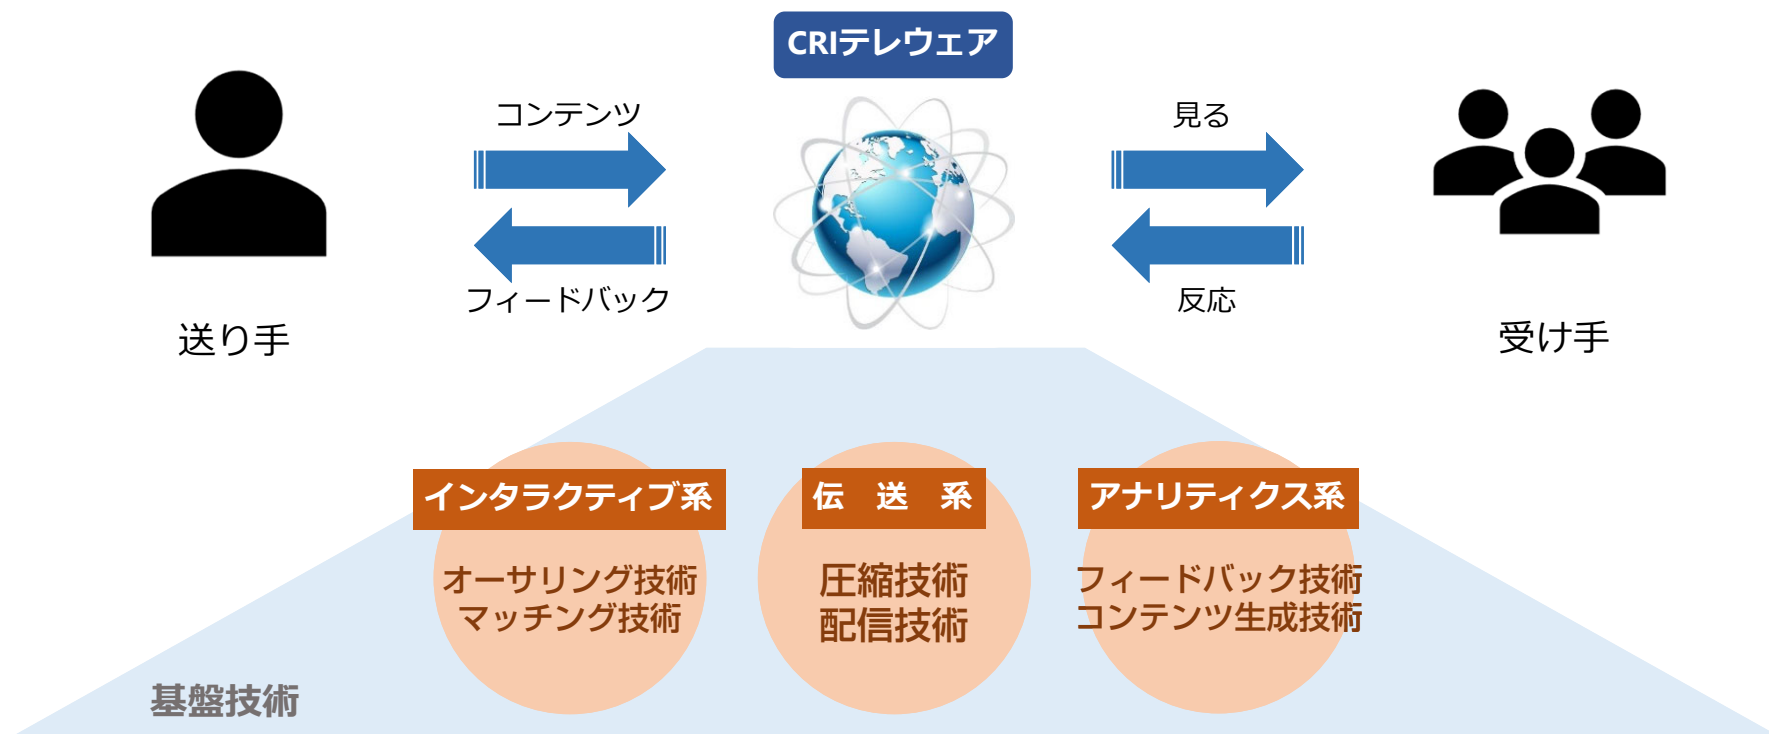 CRIテレウェア
コンテンツ
見る
フィードバック
反応
送り手
受け手
インタラクティブ系
伝　送　系
アナリティクス系
オーサリング技術
マッチング技術
圧縮技術
配信技術
フィードバック技術
コンテンツ生成技術
基盤技術